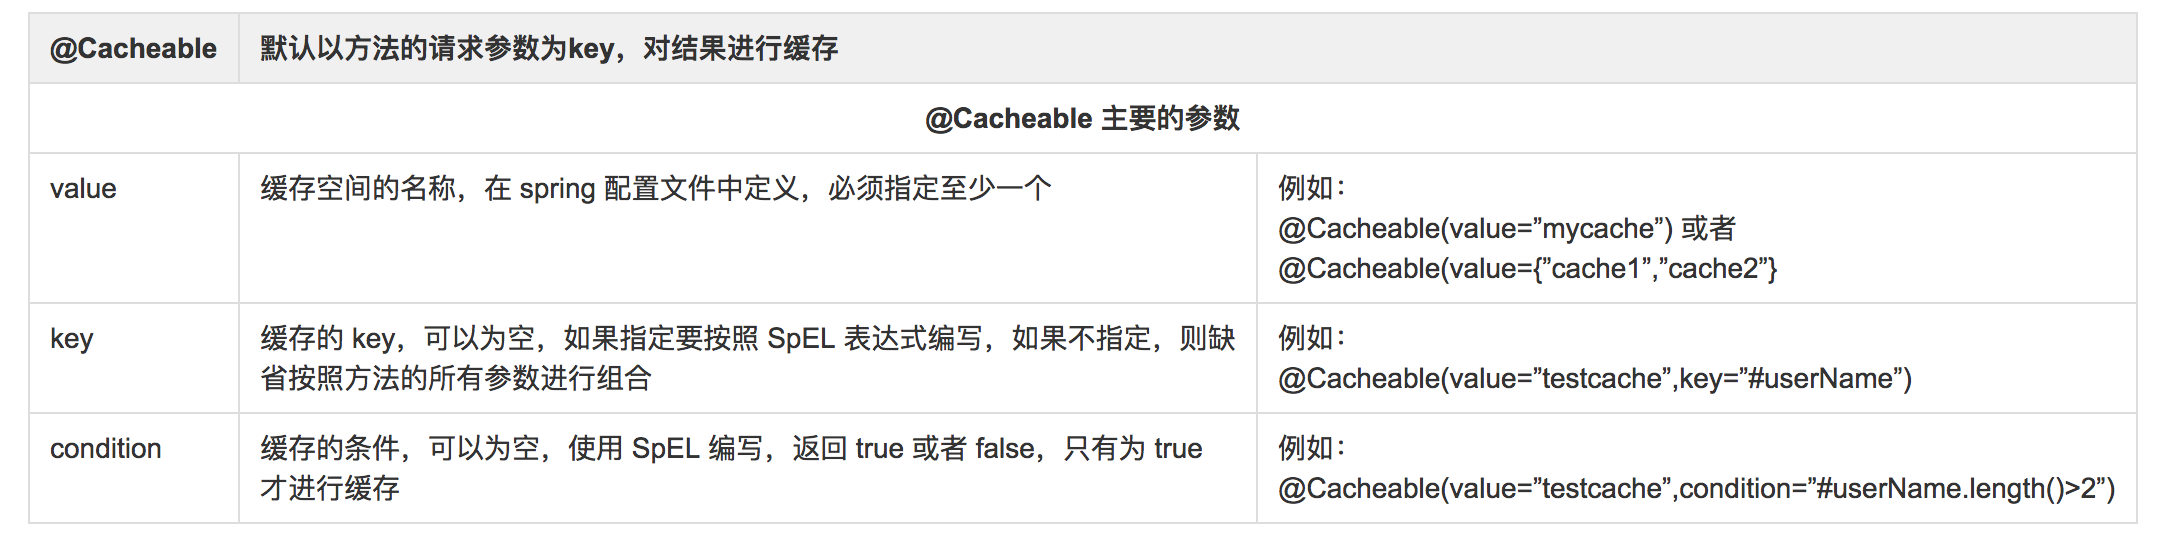 @Cacheable
默认以方法的请求参数为key，对结果进行缓存
@Cacheable 主要的参数
value
缓存空间的名称，在 spring 配置文件中定义，必须指定至少一个
例如：
@Cacheable(value=”mycache”) 或者
@Cacheable(value={”cache1”,”cache2”}
key
缓存的 key，可以为空，如果指定要按照 SpEL 表达式编写，如果不指定，则缺
省按照方法的所有参数进行组合
例如：
@Cacheable(value=”testcache”,key=”#userName”)
condition
缓存的条件，可以为空，使用 SpEL 编写，返回 true 或者 false，只有为 true
才进行缓存
例如：
@Cacheable(value=”testcache”,condition=”#userName.length()>2”)